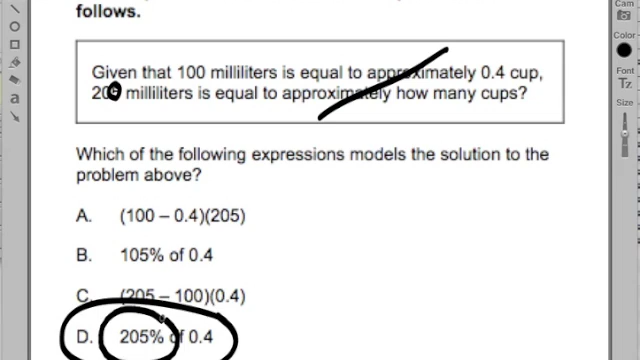 follows.
Given that 100 milliliters is equal to approximately 0.4 cup,
milliliters is equal to approximately how many cups?
Which of the following expressions models the solution to the
problem above?
A. (100 – 0.4)(205)
B. 105% of 0.4
C. (205 – 100)(0.4)
D. 205% of 0.4
a
Cam
Color
Font
Tz
Size